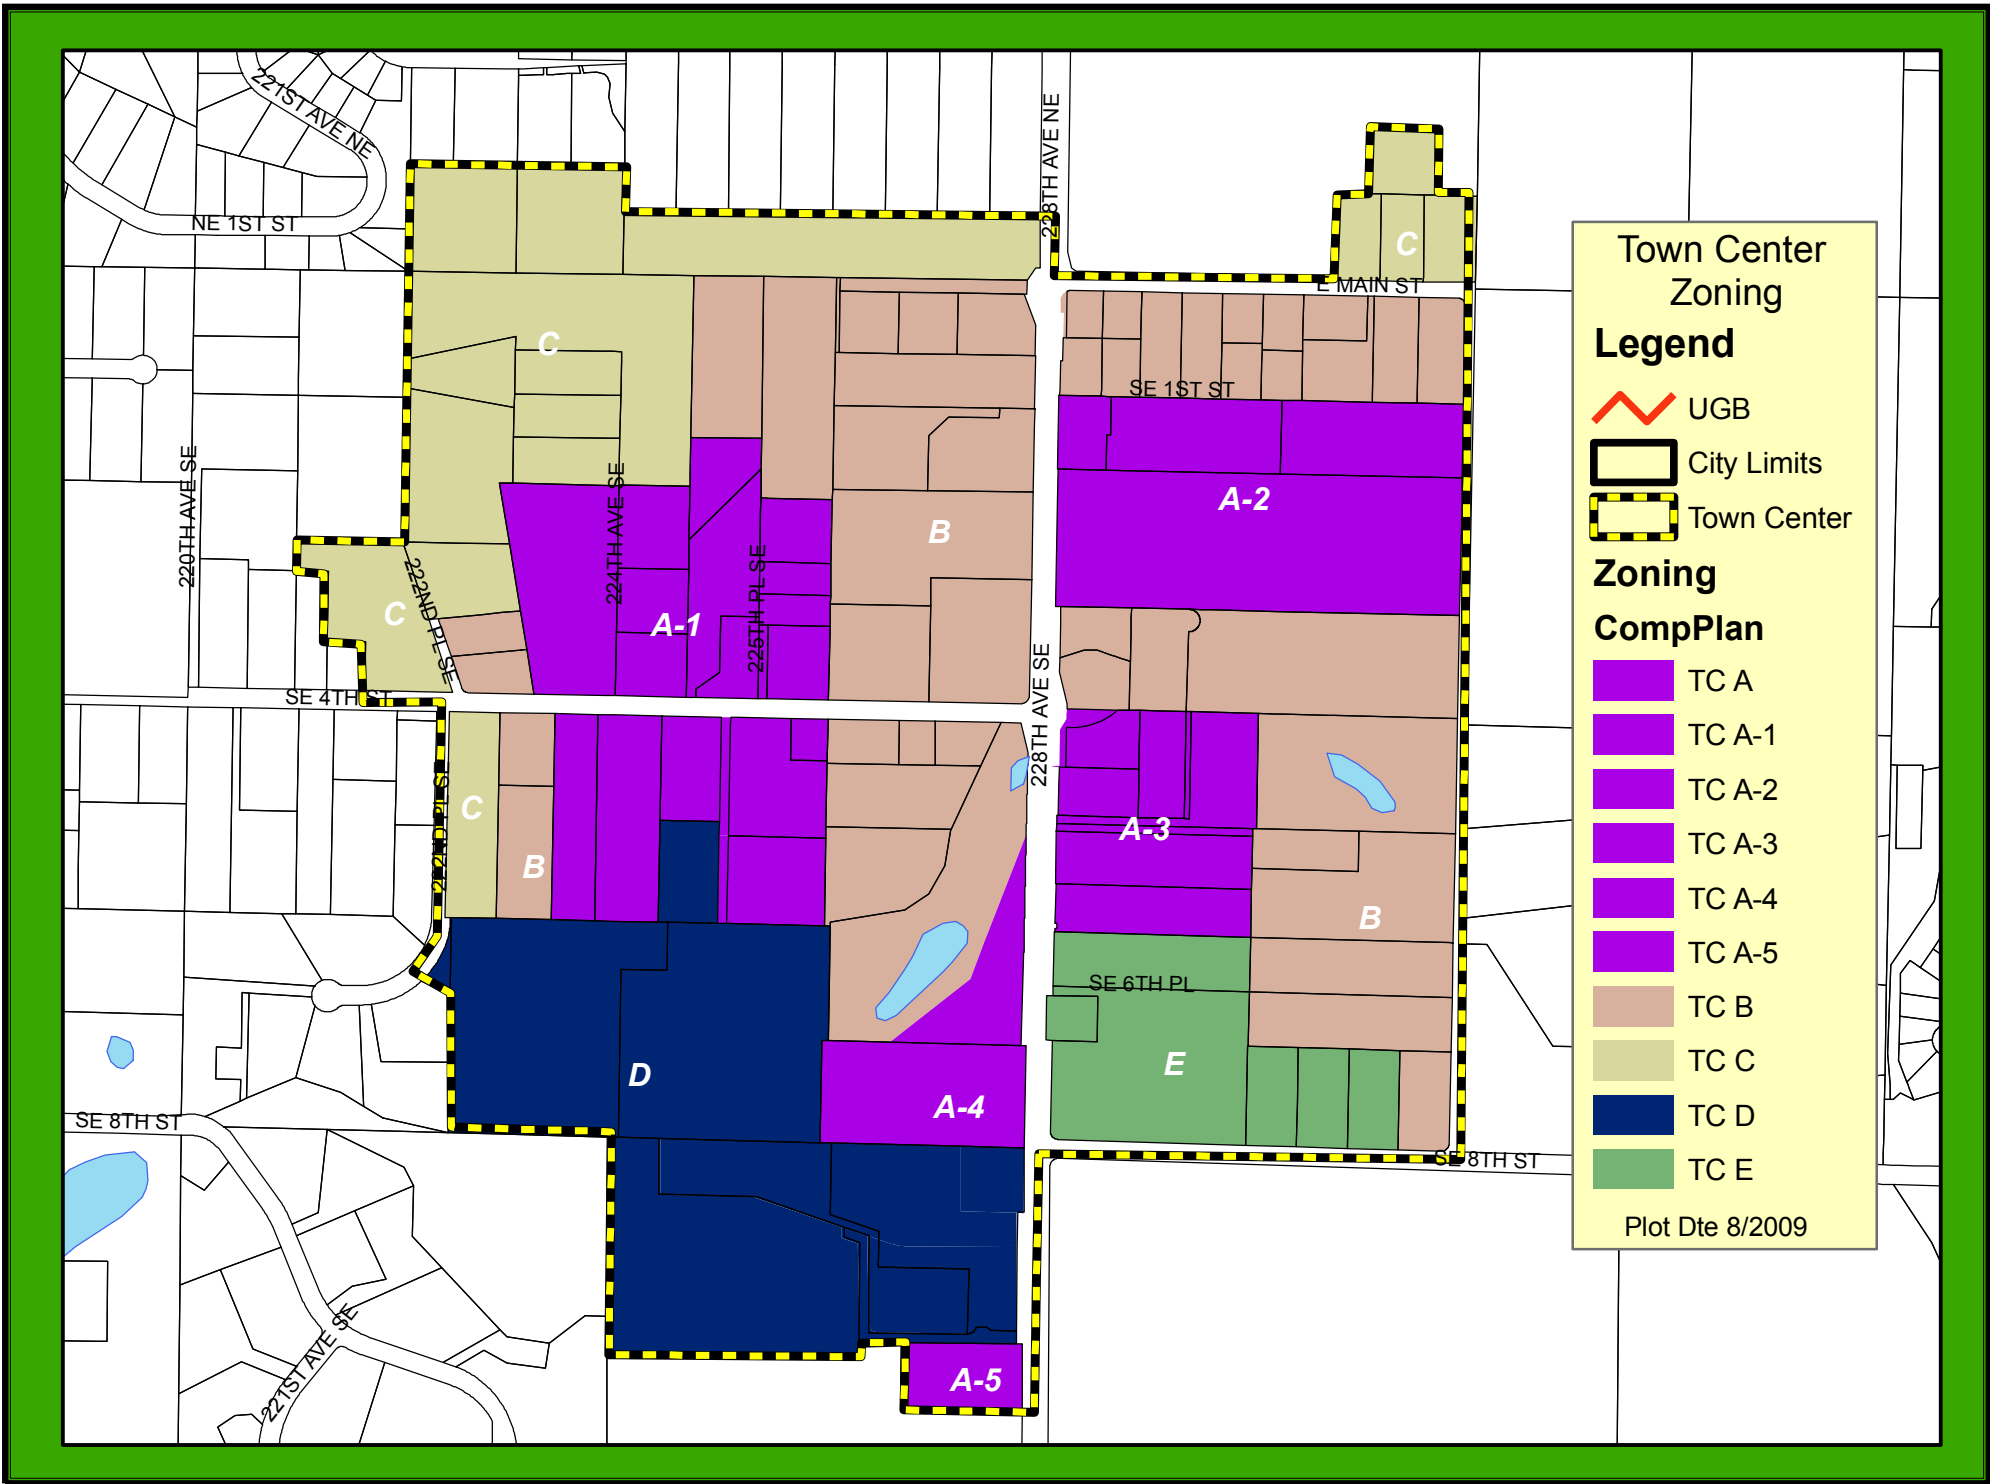 221ST AVE NE
NE 1ST ST
228TH AVE NE
C
E MAIN ST
C
SE 1ST ST
220TH AVE SE
224TH AVE SE
A-2
B
225TH PL SE
222ND PL SE
C
A-1
SE 4TH ST
228TH AVE SE
222ND PL SE
C
B
A-3
B
SE 6TH PL
D
E
A-4
SE 8TH ST
SE 8TH ST
221ST AVE SE
A-5
Town Center
Zoning
Legend
UGB
City Limits
Town Center
Zoning
CompPlan
TC A
TC A-1
TC A-2
TC A-3
TC A-4
TC A-5
TC B
TC C
TC D
TC E
Plot Dte 8/2009